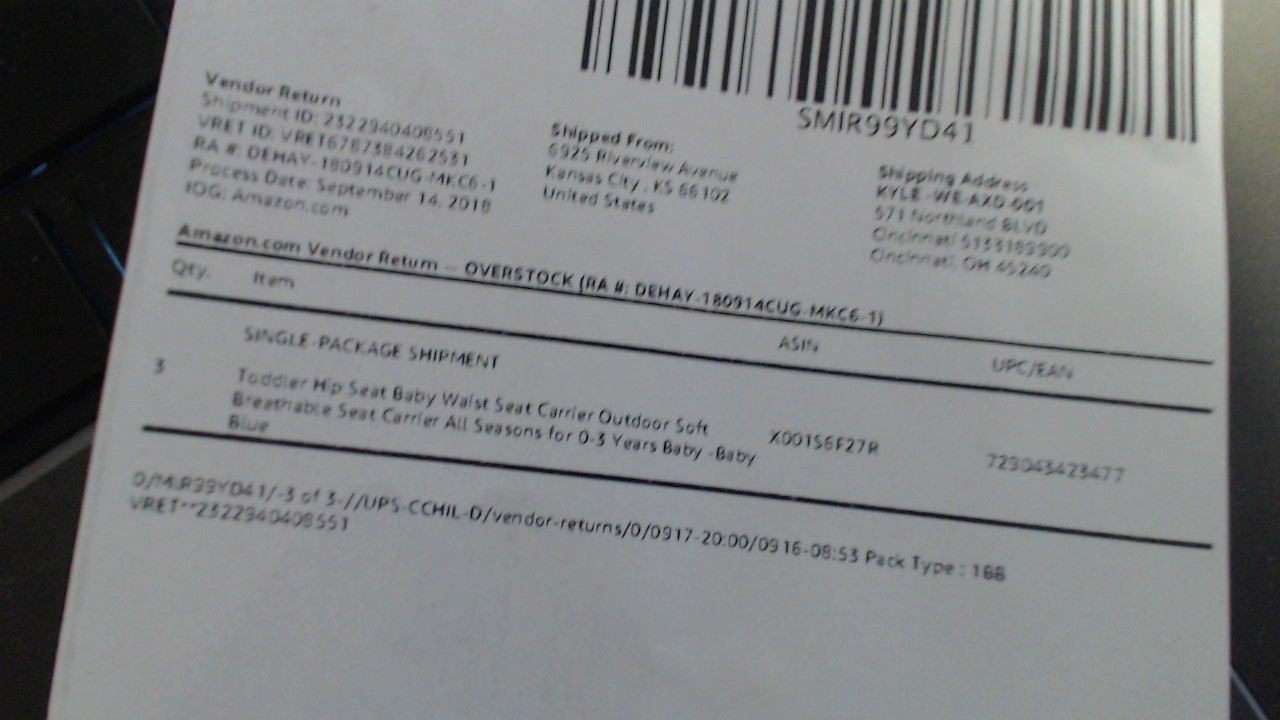 SMIR99YD41
Vendor Return
Shipment ID: 2322940408551
VRET ID: VRET6787384262531
RA #: DEHAY-180914CUG-MKC6-1
Process Date: September 14, 2018
IOG: Amazon.com
Shipped From:
6925 Riverview Avenue
Kansas City , KS 66102
United States
Shipping Address
KYLE -WE AXD 001
571 Northland BLVD
Cincinnati 5133189900
Cincinnati, OH 45240
Amazon.com Vendor Return -- OVERSTOCK (RA #: DEHAY-180914CUG-MKC6-1)
Qty. Item ASIN UPC/EAN
SINGLE-PACKAGE SHIPMENT
3 Toddler Hip Seat Baby Waist Seat Carrier Outdoor Soft
Breathable Seat Carrier All Seasons for 0-3 Years Baby -Baby X001S6F27R 729043423477
Blue
0/MIR99YD41/-3 of 3-//UPS-CCHIL-D/vendor-returns/0/0917-20:00/0916-08:53 Pack Type : 1BB
VRET**2322940408551